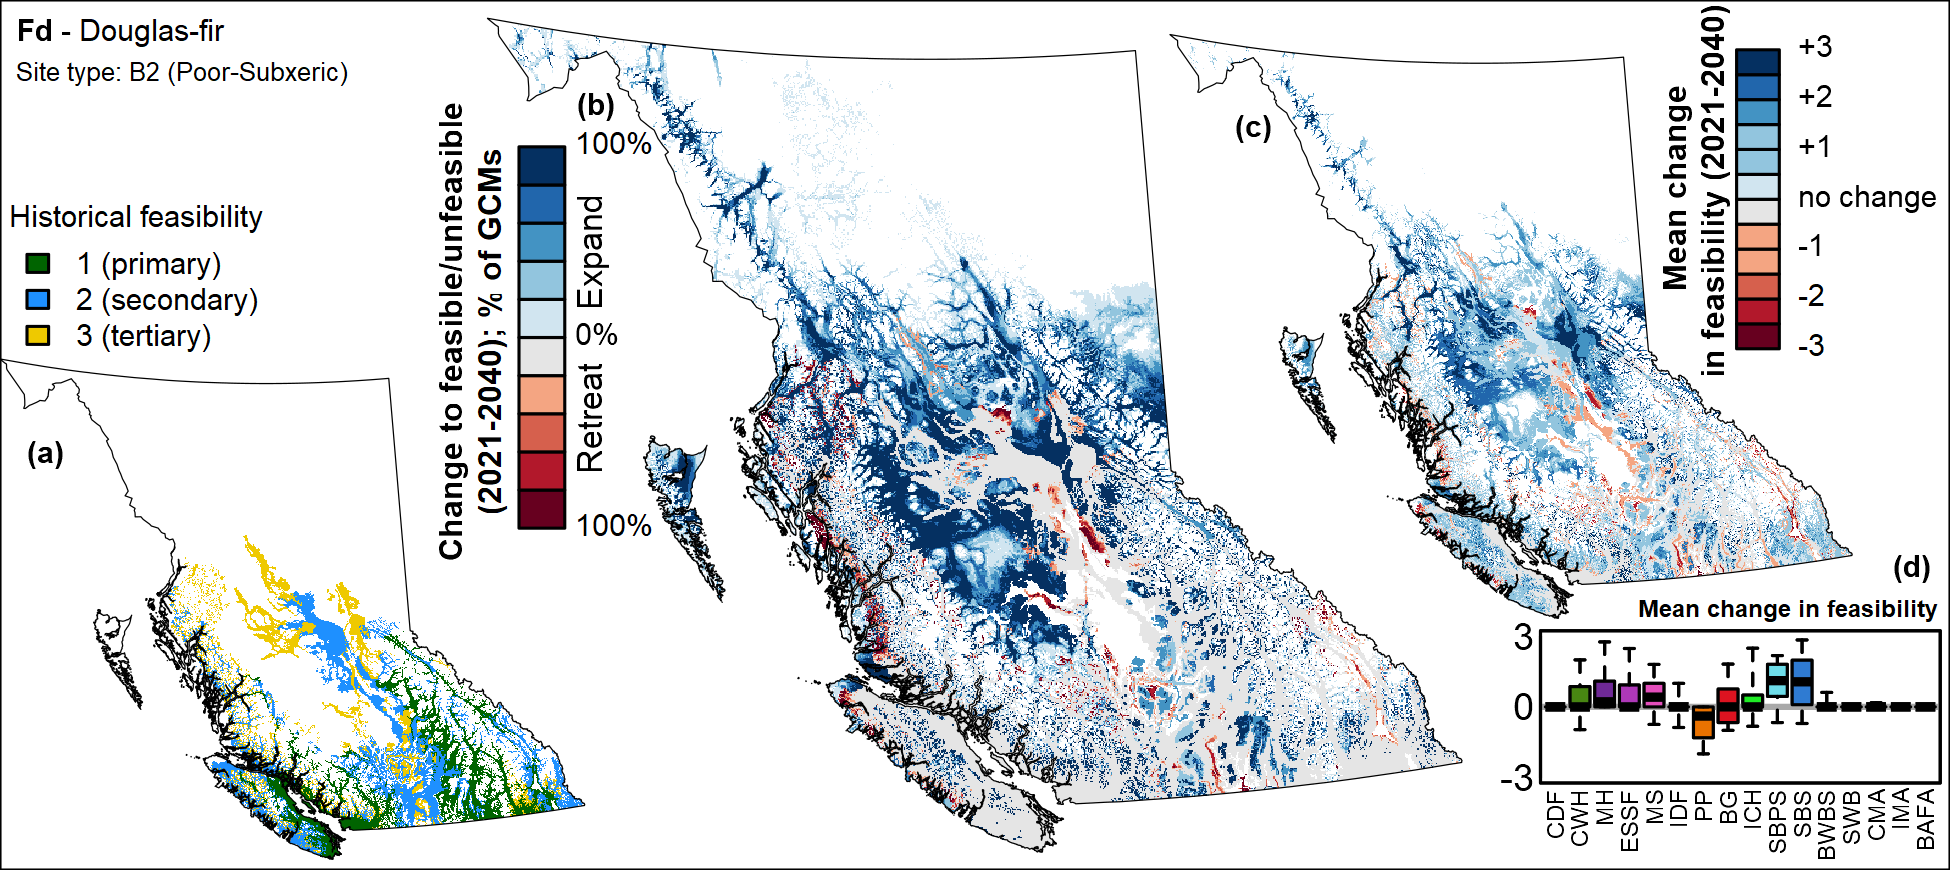 Fd - Douglas-fir
Site type: B2 (Poor-Subxeric)
Historical feasibility
1 (primary)
2 (secondary)
3 (tertiary)
(a)
(b)
Change to feasible/unfeasible
(2021-2040); % of GCMs
100%
Expand
0%
Retreat
100%
(c)
Mean change
in feasibility (2021-2040)
+3
+2
+1
no change
-1
-2
-3
(d)
Mean change in feasibility
3
0
-3
CDF
CWH
MH
ESSF
MS
IDF
PP
BG
ICH
SBPS
SBS
BWBS
SWB
CMA
IMA
BAFA